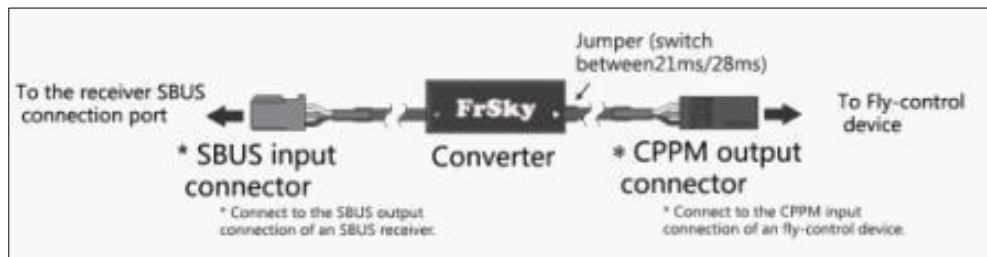 Jumper (switch
between21ms/28ms)
To the receiver SBUS
connection port
FrSky
To Fly-control
device
* SBUS input
connector
Converter
* CPPM output
connector
* Connect to the SBUS output
connection of an SBUS receiver.
* Connect to the CPPM input
connection of an fly-control device.